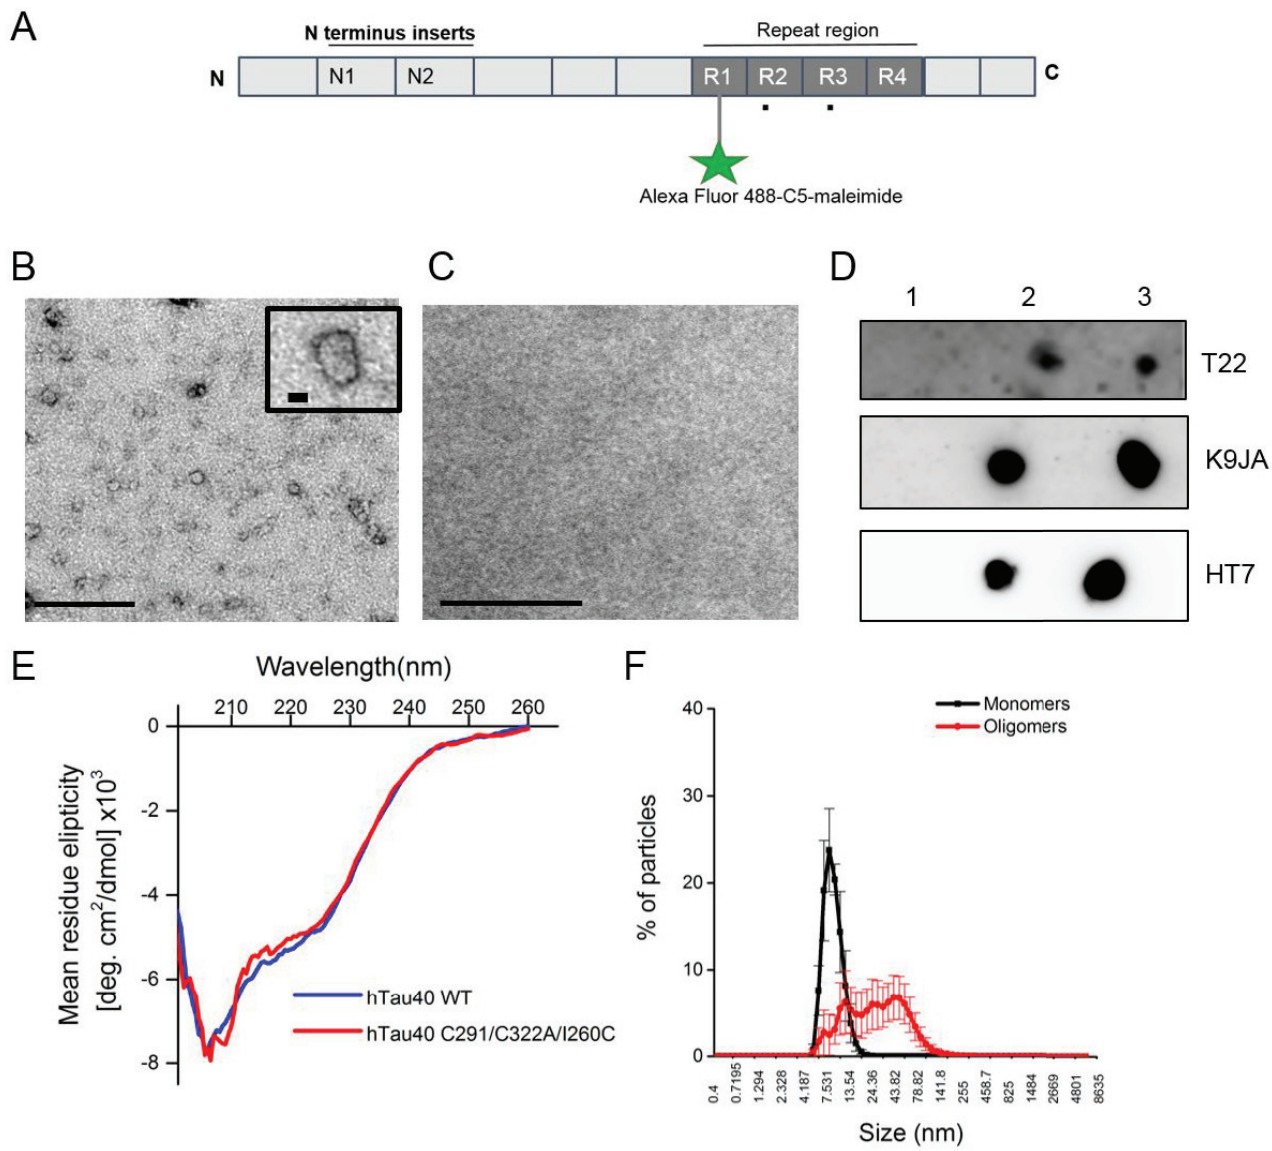 A
N terminus inserts
Repeat region
N
N1
N2
R1
R2
R3
R4
C
Alexa Fluor 488-C5-maleimide
B
C
D
1
2
3
T22
K9JA
HT7
E
Wavelength(nm)
210
220
230
240
250
260
0
-2
-4
-6
-8
Mean residue elipticity
[deg. cm²/dmol] x10³
hTau40 WT
hTau40 C291/C322A/I260C
F
Monomers
Oligomers
40
30
20
10
0
% of particles
0.4
0.7195
1.294
2.328
4.187
7.531
13.54
24.36
43.82
78.82
141.8
255
458.7
825
1484
2669
4801
8635
Size (nm)